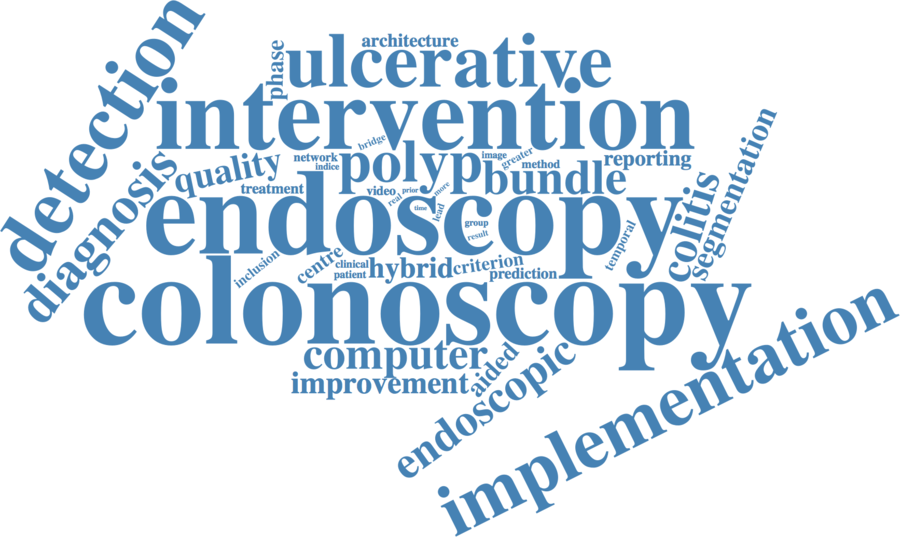 detection
architecture
phase
ulcerative
intervention
bridge
segmentation
diagnosis
quality
network
indice
polyp
image
greater
method
reporting
treatment
video
real
prior
more
bundle
colitis
endoscopy
time
lead
group
result
temporal
inclusion
centre
clinical
patient
hybrid
criterion
prediction
colonoscopy
computer
improvement
aided
endoscopic
implementation